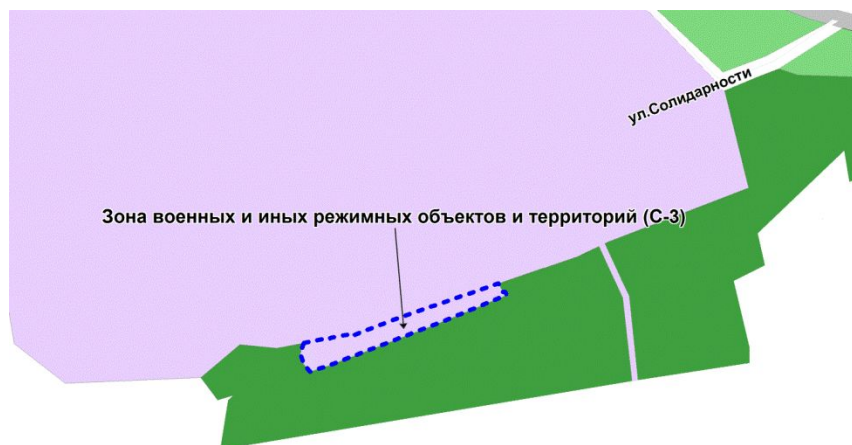 ул.Солидарности
Зона военных и иных режимных объектов и территорий (С-3)